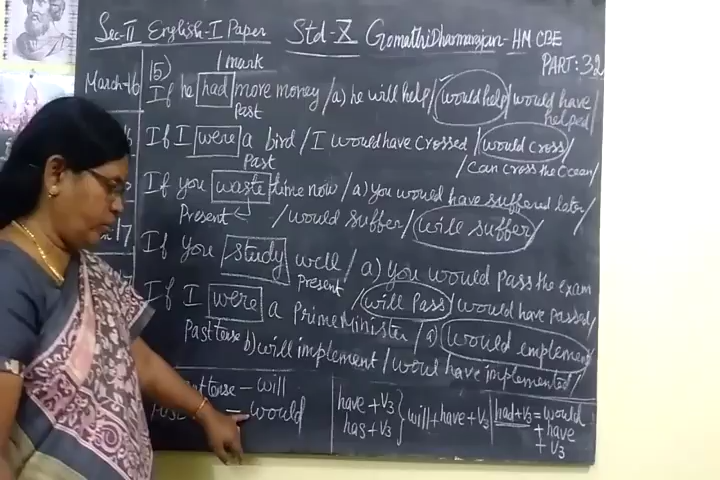 Sec-II English-I Paper Std-X GomathiDharmarajan-HM CBE
PART: 32
March-16
15) 1 mark
If he had more money / a) he will help / would help / would have helped /
Past
If I were a bird / I would have crossed / would cross /
Past / Can cross the Ocean /
If you waste time now / a) you would have suffered later /
Present / would suffer / will suffer /
17
If you study well / a) you would pass the exam
Present / will pass / would have passed /
If I were a Prime Minister / a) would implement
Past tense b) will implement / woul have implemented /
tense - will
- would
have + V3
has + V3 } will + have + V3
had + V3 = would
+ have
+ V3